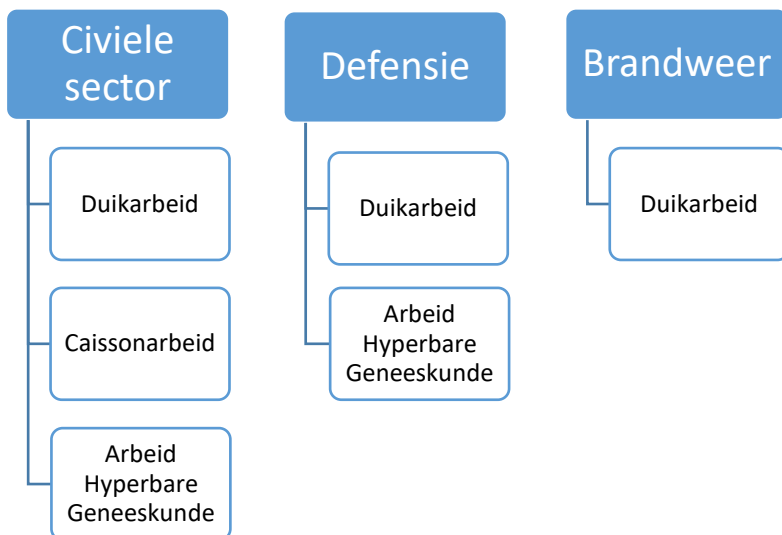 Civiele
sector
Duikarbeid
Caissonarbeid
Arbeid
Hyperbare
Geneeskunde
Defensie
Duikarbeid
Arbeid
Hyperbare
Geneeskunde
Brandweer
Duikarbeid